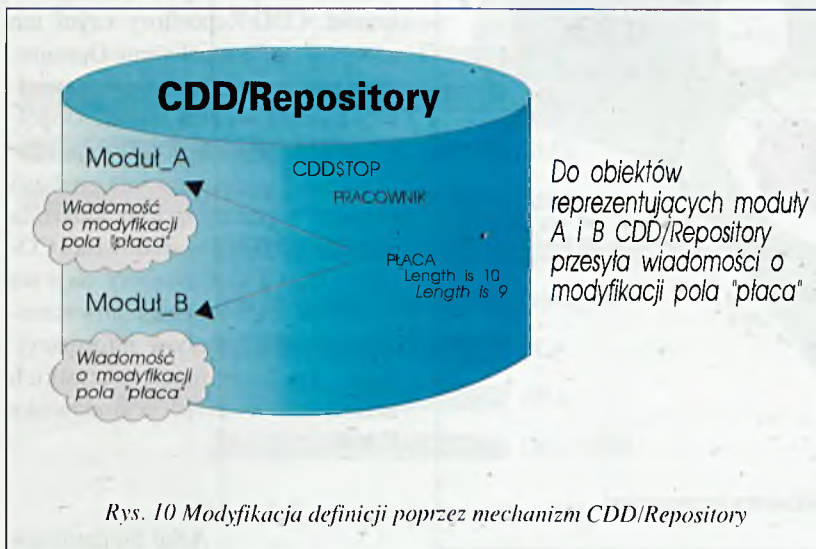 CDD/Repository
Moduł_A
Wiadomość
o modyfikacji
pola "płaca"
Moduł_B
Wiadomość
o modyfikacji
pola "płaca"
CDD$TOP
PRACOWNIK
PŁACA
Length is 10
Length is 9
Do obiektów
reprezentujących moduły
A i B CDD/Repository
przesyła wiadomości o
modyfikacji pola "płaca"
Rys. 10 Modyfikacja definicji poprzez mechanizm CDD/Repository